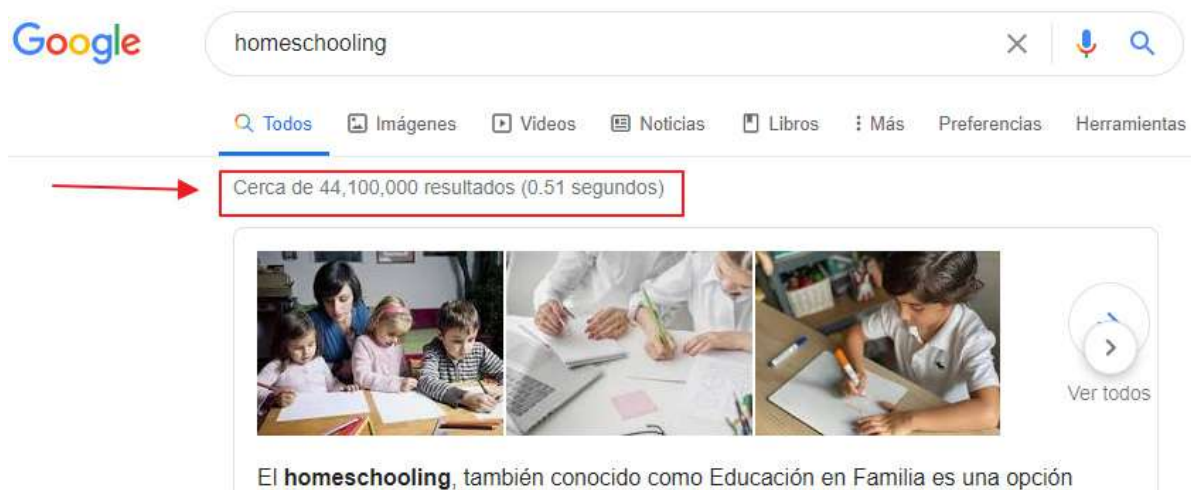 Google homeschooling
Todos Imágenes Videos Noticias Libros Más Preferencias Herramientas
Cerca de 44,100,000 resultados (0.51 segundos)
Ver todos
El homeschooling, también conocido como Educación en Familia es una opción